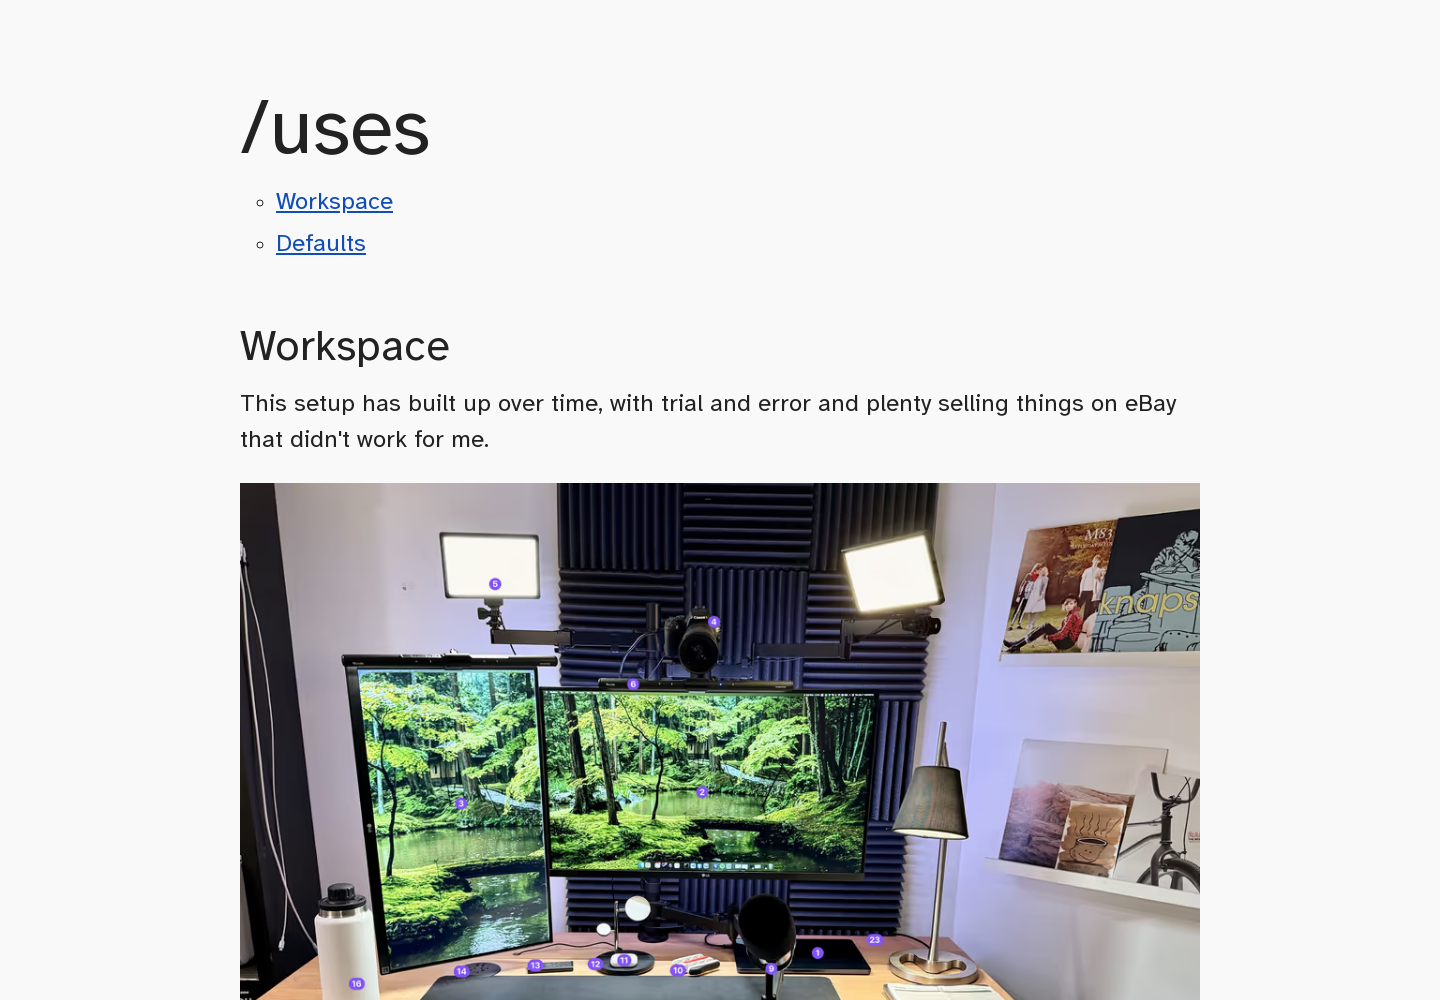 /uses
Workspace
Defaults
Workspace
This setup has built up over time, with trial and error and plenty selling things on eBay
that didn't work for me.
M83
5
Canon
4
knaps
6
3
2
LG
23
1
11
12
13
14
10
9
16